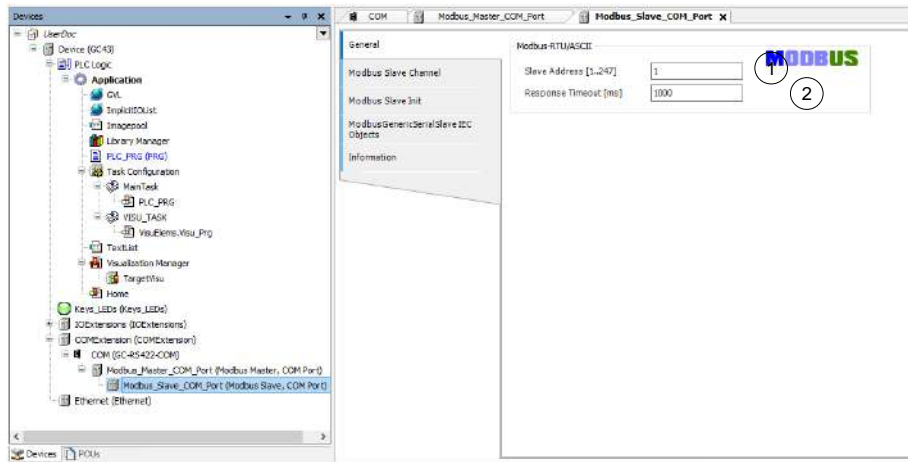 Devices
UserDoc
Device (GC43)
PLC Logic
Application
GVL
ImplicitIOList
Imagepool
Library Manager
PLC_PRG (PRG)
Task Configuration
MainTask
PLC_PRG
VISU_TASK
VisuElems.Visu_Prg
TextList
Visualization Manager
TargetVisu
Home
Keys_LEDs (Keys_LEDs)
IOExtensions (IOExtensions)
COMExtension (COMExtension)
COM (GC-RS422-COM)
Modbus_Master_COM_Port (Modbus Master, COM Port)
Modbus_Slave_COM_Port (Modbus Slave, COM Port)
Ethernet (Ethernet)
Devices POUs
COM Modbus_Master_COM_Port Modbus_Slave_COM_Port X
General
Modbus Slave Channel
Modbus Slave Init
ModbusGenericSerialSlave IEC
Objects
Information
Modbus-RTU/ASCII
MODBUS
Slave Address [1..247] 1 1
Response Timeout [ms] 1000 2